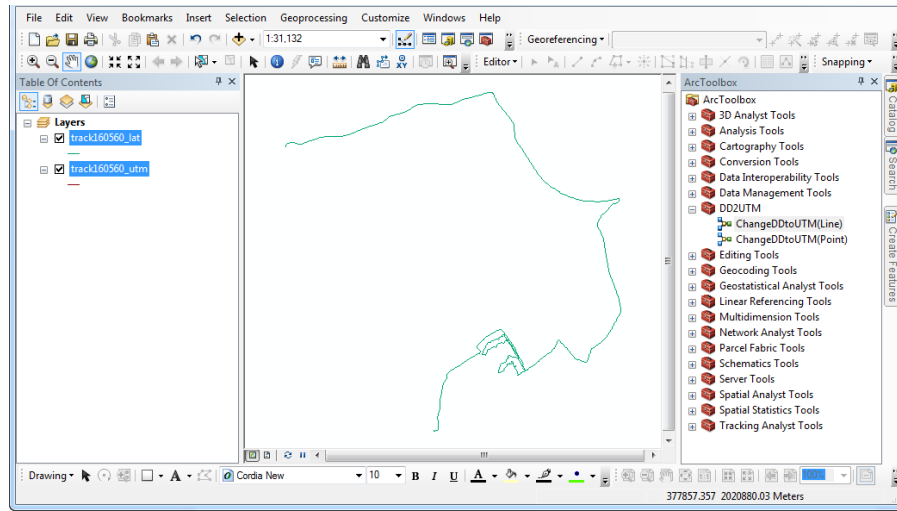 File Edit View Bookmarks Insert Selection Geoprocessing Customize Windows Help
1:31,132 Georeferencing
Editor Snapping
Table Of Contents
Layers
track160560_lat
track160560_utm
ArcToolbox
ArcToolbox
3D Analyst Tools
Analysis Tools
Cartography Tools
Conversion Tools
Data Interoperability Tools
Data Management Tools
DD2UTM
ChangeDDtoUTM(Line)
ChangeDDtoUTM(Point)
Editing Tools
Geocoding Tools
Geostatistical Analyst Tools
Linear Referencing Tools
Multidimension Tools
Network Analyst Tools
Parcel Fabric Tools
Schematics Tools
Server Tools
Spatial Analyst Tools
Spatial Statistics Tools
Tracking Analyst Tools
Catalog
Search
Create Features
Drawing A Cordia New 10 B I U A 100%
377857.357 2020880.03 Meters